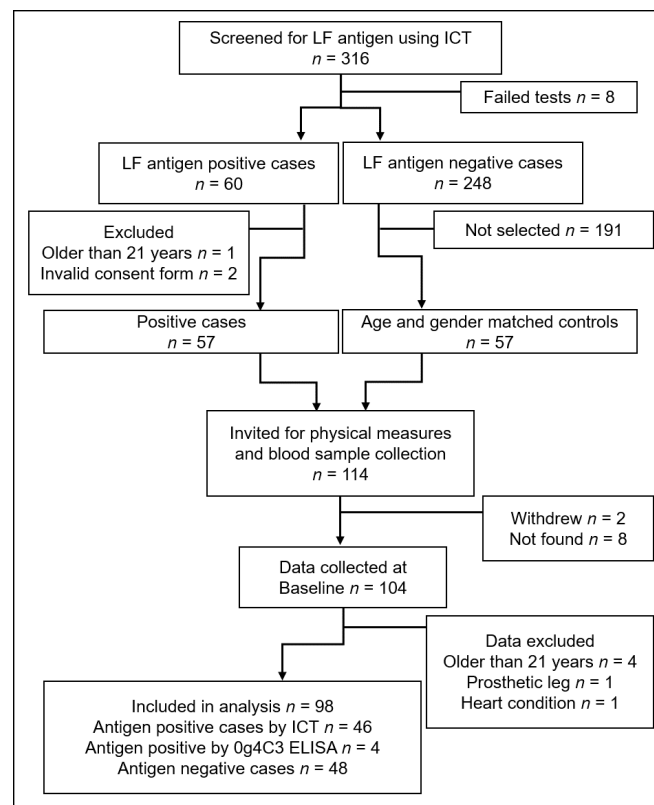 Screened for LF antigen using ICT
n = 316
Failed tests n = 8
LF antigen positive cases
n = 60
LF antigen negative cases
n = 248
Excluded
Older than 21 years n = 1
Invalid consent form n = 2
Not selected n = 191
Positive cases
n = 57
Age and gender matched controls
n = 57
Invited for physical measures
and blood sample collection
n = 114
Withdrew n = 2
Not found n = 8
Data collected at
Baseline n = 104
Data excluded
Older than 21 years n = 4
Prosthetic leg n = 1
Heart condition n = 1
Included in analysis n = 98
Antigen positive cases by ICT n = 46
Antigen positive by 0g4C3 ELISA n = 4
Antigen negative cases n = 48